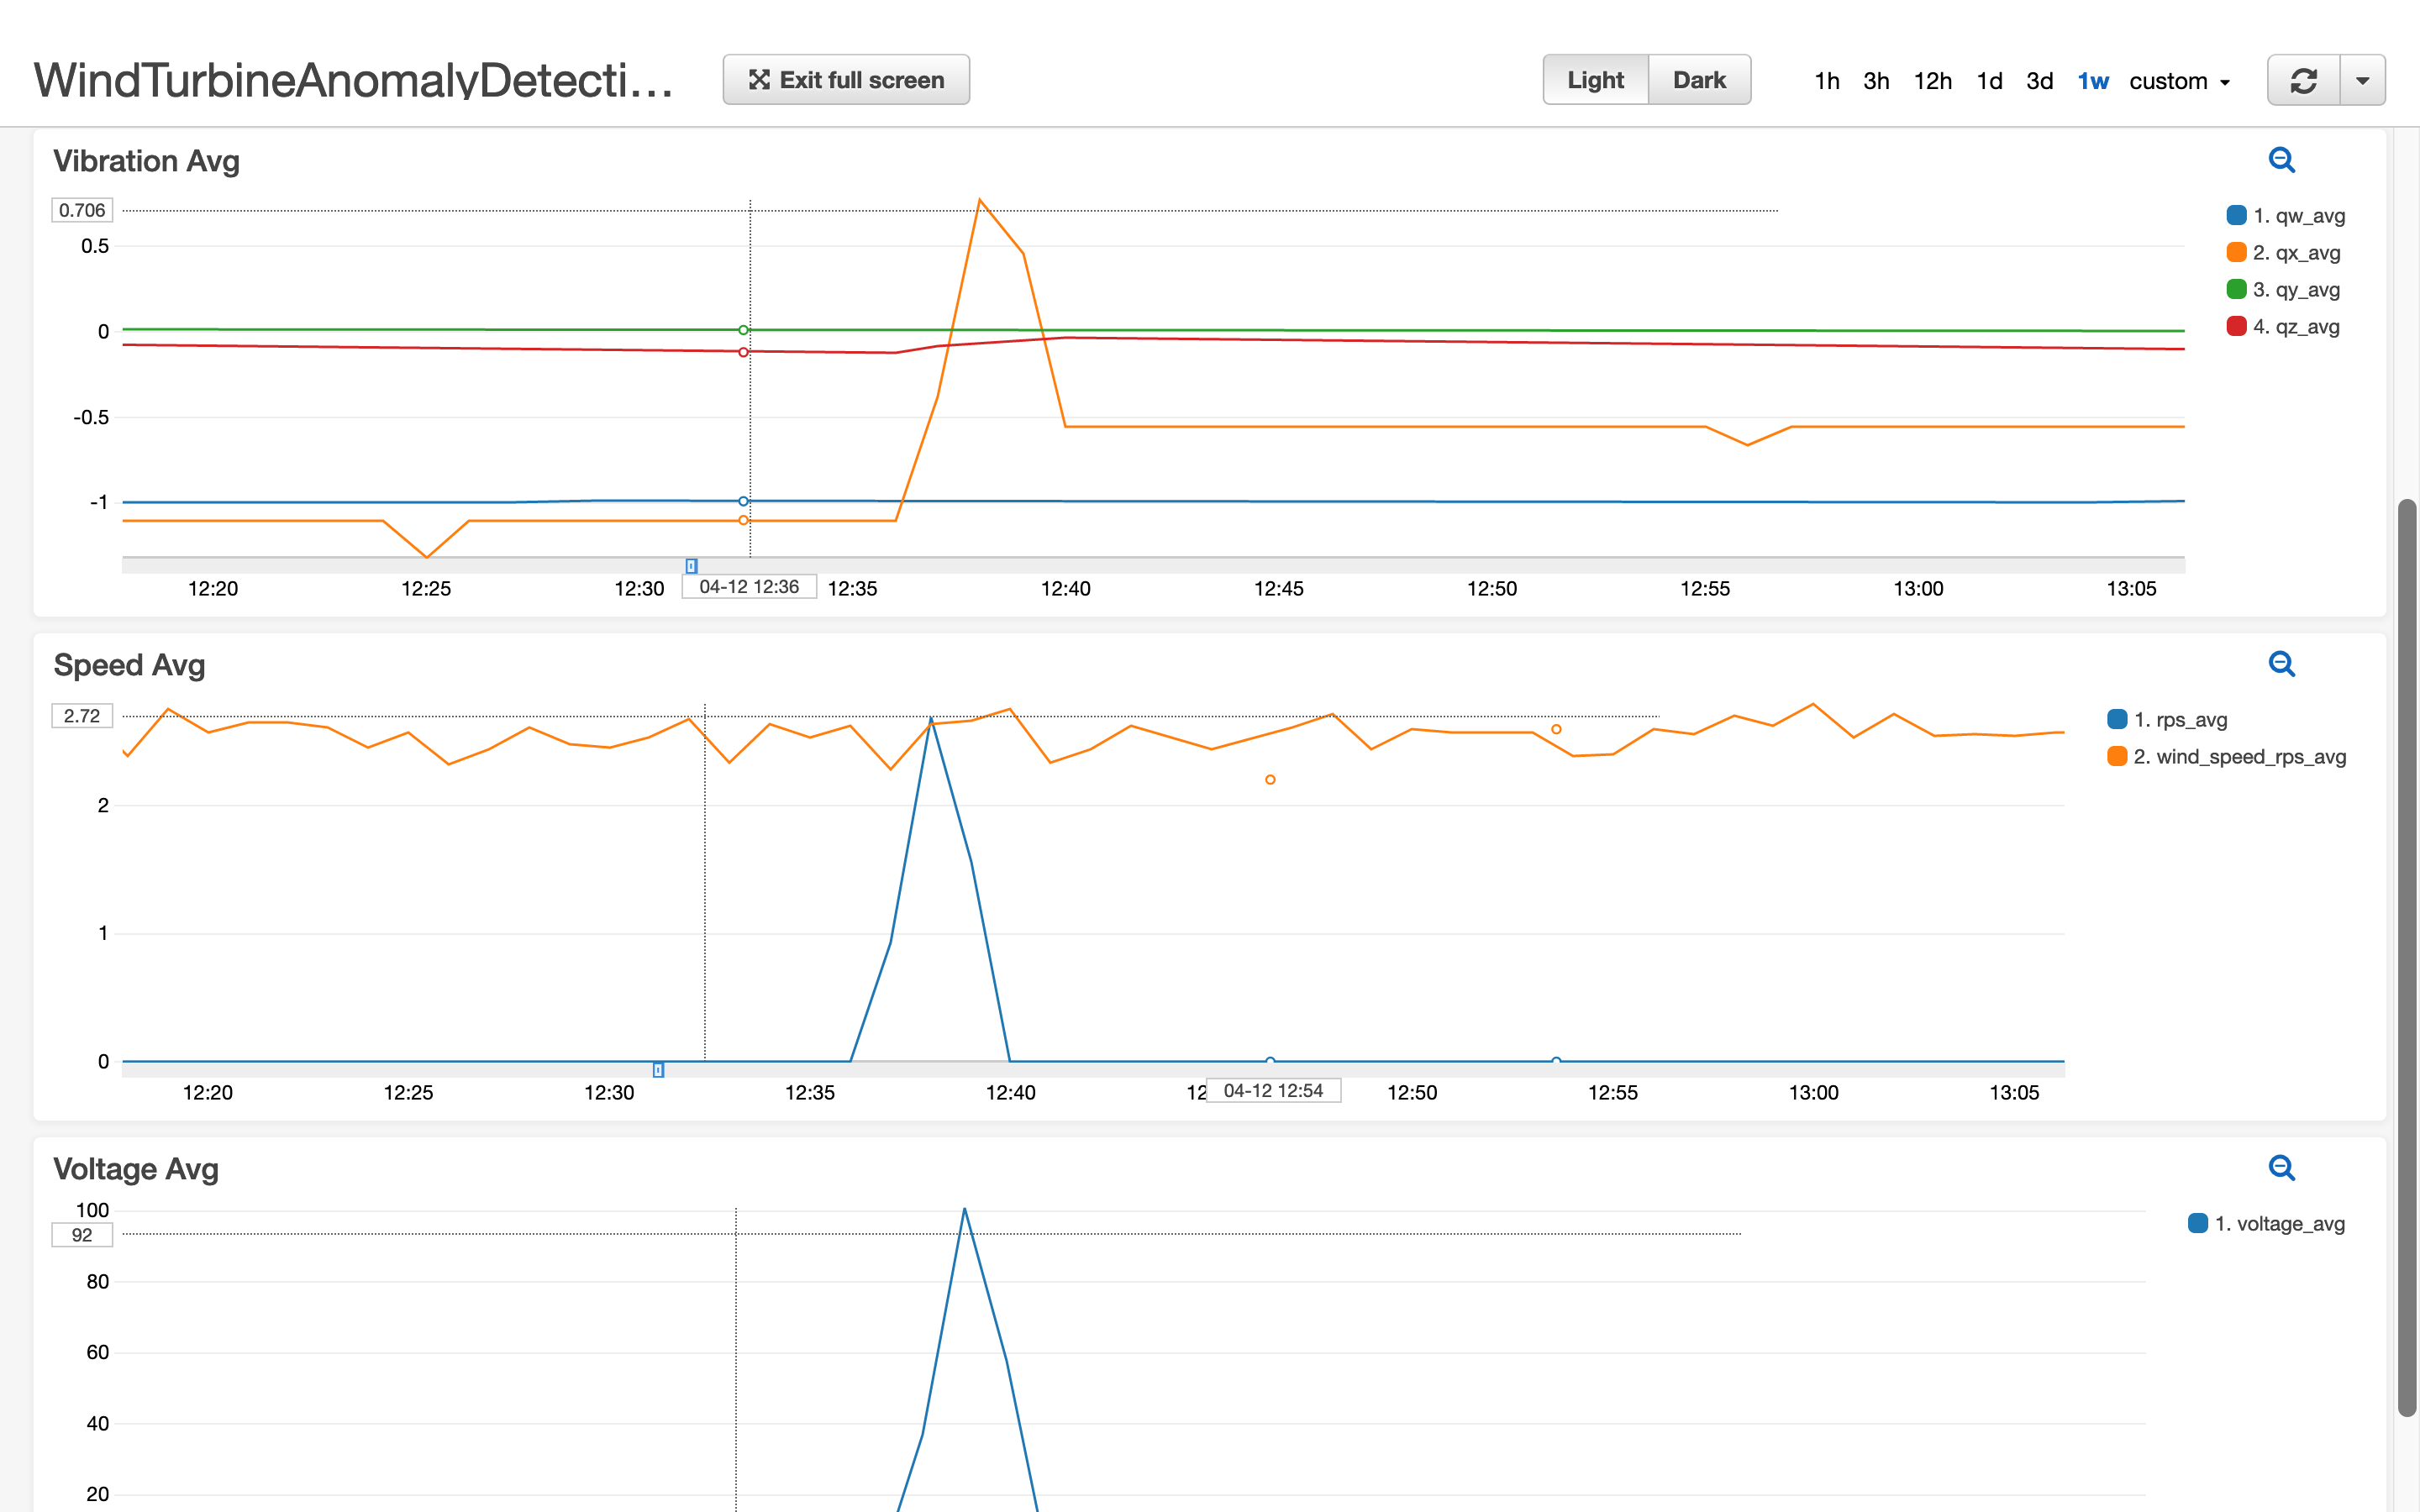 WindTurbineAnomalyDetecti...
Exit full screen
Light Dark
1h 3h 12h 1d 3d 1w custom
Vibration Avg
0.706
0.5
0
-0.5
-1
12:20 12:25 12:30 04-12 12:36 12:35 12:40 12:45 12:50 12:55 13:00 13:05
1. qw_avg
2. qx_avg
3. qy_avg
4. qz_avg
Speed Avg
2.72
2
1
0
12:20 12:25 12:30 12:35 12:40 12 04-12 12:54 12:50 12:55 13:00 13:05
1. rps_avg
2. wind_speed_rps_avg
Voltage Avg
100
92
80
60
40
20
1. voltage_avg